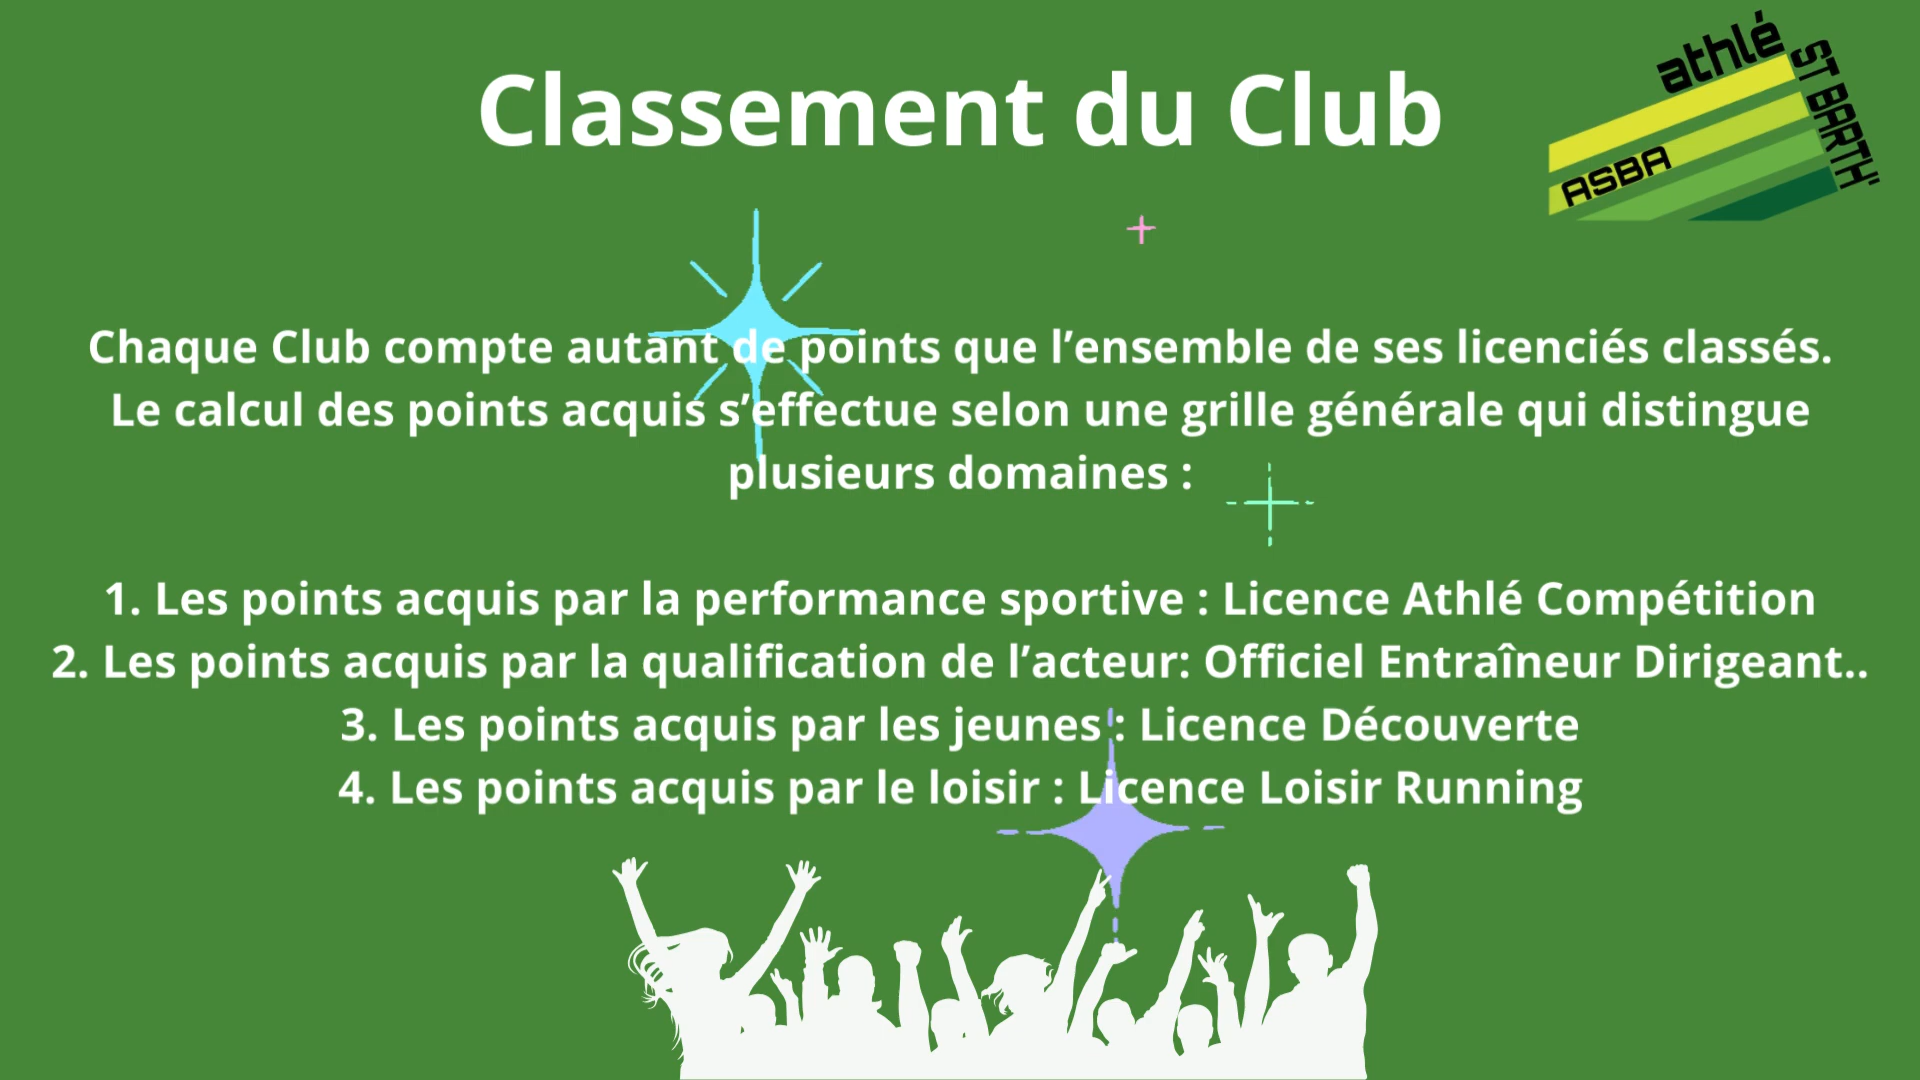 Classement du Club
athlé
ST BARTH'
ASBA
Chaque Club compte autant de points que l’ensemble de ses licenciés classés.
Le calcul des points acquis s’effectue selon une grille générale qui distingue
plusieurs domaines :
1. Les points acquis par la performance sportive : Licence Athlé Compétition
2. Les points acquis par la qualification de l’acteur: Officiel Entraîneur Dirigeant..
3. Les points acquis par les jeunes : Licence Découverte
4. Les points acquis par le loisir : Licence Loisir Running